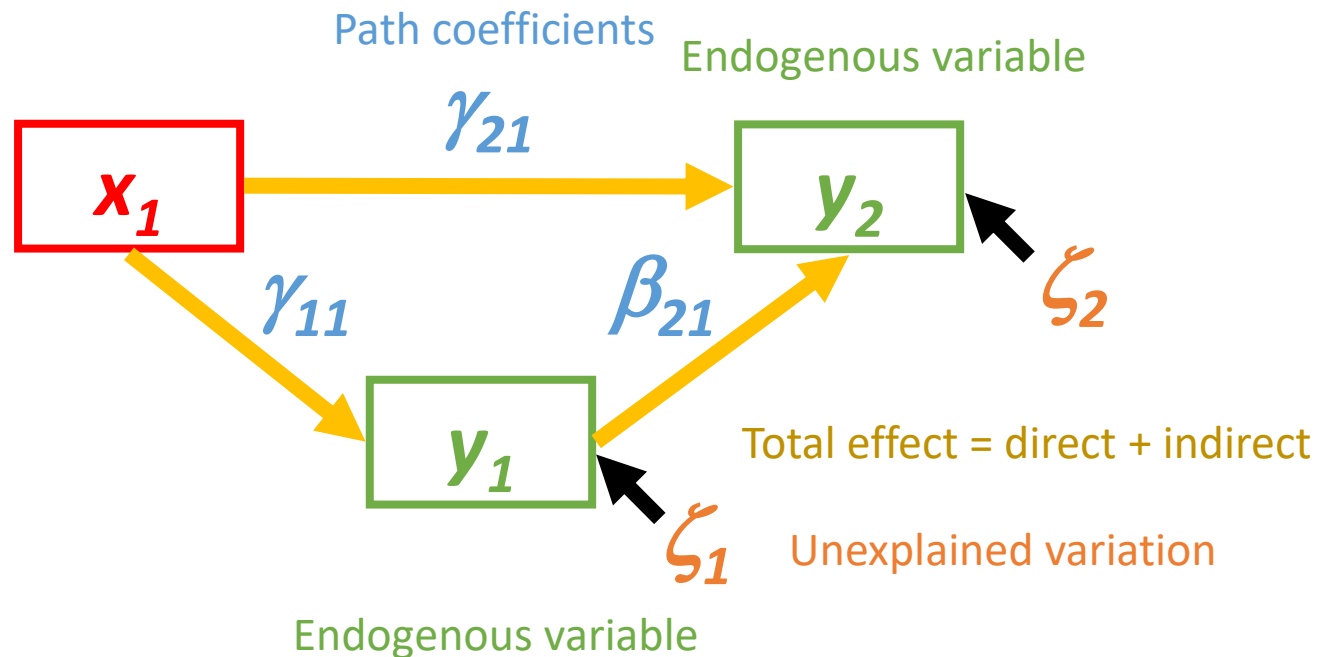 Path coefficients
Endogenous variable
γ21
x1
y2
γ11
β21
ζ2
y1
Total effect = direct + indirect
ζ1
Unexplained variation
Endogenous variable